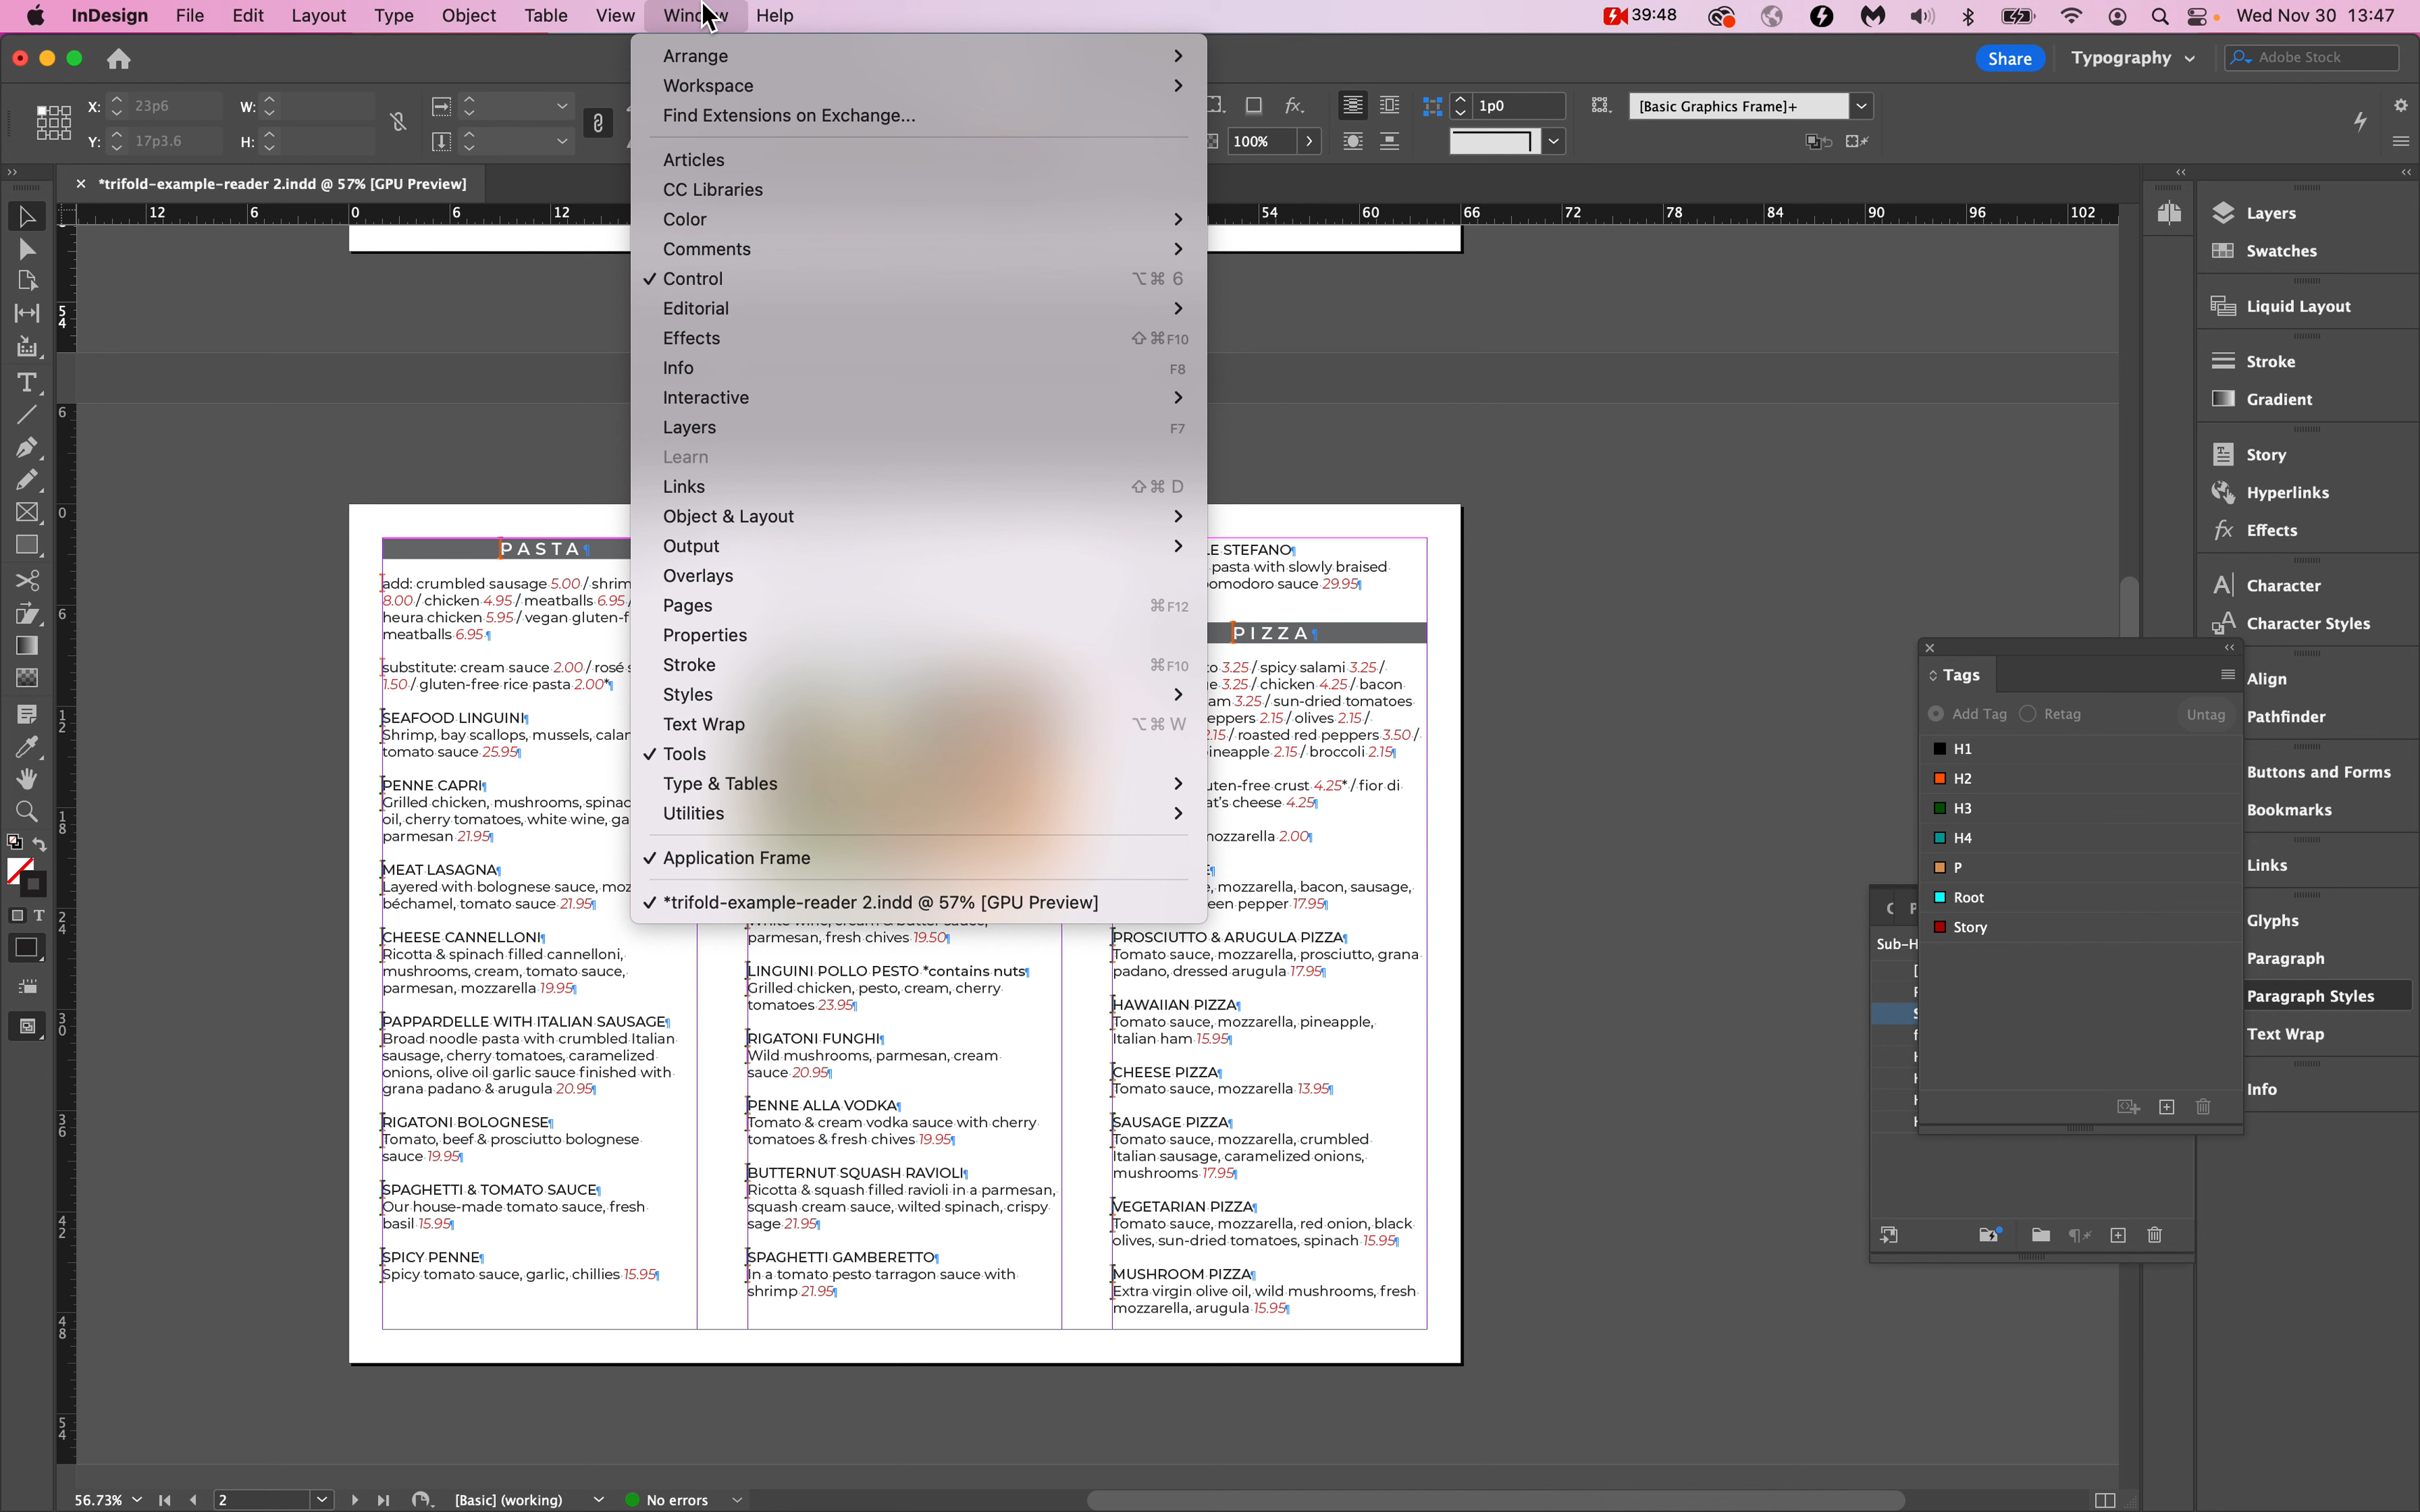 InDesign File Edit Layout Type Object Table View Window Help 39:48 Wed Nov 30 13:47
Share Typography Adobe Stock
X: 23p6 W: 1p0 [Basic Graphics Frame]+
Y: 17p3.6 H: 100%
*trifold-example-reader 2.indd @ 57% [GPU Preview]
12 6 0 6 12 54 60 66 72 78 84 90 96 102
Arrange
Workspace
Find Extensions on Exchange...
Articles
CC Libraries
Color
Comments
Control ⌥⌘ 6
Editorial
Effects ⇧⌘F10
Info F8
Interactive
Layers F7
Learn
Links ⇧⌘ D
Object & Layout
Output
Overlays
Pages ⌘F12
Properties
Stroke ⌘F10
Styles
Text Wrap ⌥⌘ W
Tools
Type & Tables
Utilities
Application Frame
*trifold-example-reader 2.indd @ 57% [GPU Preview]
PASTA
add: crumbled sausage 5.00 / shrim
8.00 / chicken 4.95 / meatballs 6.95 /
heura chicken 5.95 / vegan gluten-f
meatballs 6.95
substitute: cream sauce 2.00 / rosé s
1.50 / gluten-free rice pasta 2.00*
SEAFOOD LINGUINI
Shrimp, bay scallops, mussels, calar
tomato sauce 25.95
PENNE CAPRI
Grilled chicken, mushrooms, spinac
oil, cherry tomatoes, white wine, ga
parmesan 21.95
MEAT LASAGNA
Layered with bolognese sauce, moz
béchamel, tomato sauce 21.95
CHEESE CANNELLONI
Ricotta & spinach filled cannelloni,
mushrooms, cream, tomato sauce,
parmesan, mozzarella 19.95
PAPPARDELLE WITH ITALIAN SAUSAGE
Broad noodle pasta with crumbled Italian
sausage, cherry tomatoes, caramelized
onions, olive oil garlic sauce finished with
grana padano & arugula 20.95
RIGATONI BOLOGNESE
Tomato, beef & prosciutto bolognese
sauce 19.95
SPAGHETTI & TOMATO SAUCE
Our house-made tomato sauce, fresh
basil 15.95
SPICY PENNE
Spicy tomato sauce, garlic, chillies 15.95
White wine, cream & butter sauce,
parmesan, fresh chives 19.50
LINGUINI POLLO PESTO *contains nuts
Grilled chicken, pesto, cream, cherry
tomatoes 23.95
RIGATONI FUNGHI
Wild mushrooms, parmesan, cream
sauce 20.95
PENNE ALLA VODKA
Tomato & cream vodka sauce with cherry
tomatoes & fresh chives 19.95
BUTTERNUT SQUASH RAVIOLI
Ricotta & squash filled ravioli in a parmesan,
squash cream sauce, wilted spinach, crispy
sage 21.95
SPAGHETTI GAMBERETTO
In a tomato pesto tarragon sauce with
shrimp 21.95
LE STEFANO
pasta with slowly braised
omodoro sauce 29.95
PIZZA
to 3.25 / spicy salami 3.25 /
ge 3.25 / chicken 4.25 / bacon
am 3.25 / sun-dried tomatoes
eppers 2.15 / olives 2.15 /
2.15 / roasted red peppers 3.50 /
ineapple 2.15 / broccoli 2.15
uten-free crust 4.25* / fior di
at's cheese 4.25
mozzarella 2.00
e, mozzarella, bacon, sausage,
een pepper 17.95
PROSCIUTTO & ARUGULA PIZZA
Tomato sauce, mozzarella, prosciutto, grana
padano, dressed arugula 17.95
HAWAIIAN PIZZA
Tomato sauce, mozzarella, pineapple,
Italian ham 15.95
CHEESE PIZZA
Tomato sauce, mozzarella 13.95
SAUSAGE PIZZA
Tomato sauce, mozzarella, crumbled
Italian sausage, caramelized onions,
mushrooms 17.95
VEGETARIAN PIZZA
Tomato sauce, mozzarella, red onion, black
olives, sun-dried tomatoes, spinach 15.95
MUSHROOM PIZZA
Extra virgin olive oil, wild mushrooms, fresh
mozzarella, arugula 15.95
Tags
Add Tag Retag Untag
H1
H2
H3
H4
P
Root
Story
Sub-H
Layers
Swatches
Liquid Layout
Stroke
Gradient
Story
Hyperlinks
Effects
Character
Character Styles
Align
Pathfinder
Buttons and Forms
Bookmarks
Links
Glyphs
Paragraph
Paragraph Styles
Text Wrap
Info
56.73% 2 [Basic] (working) No errors